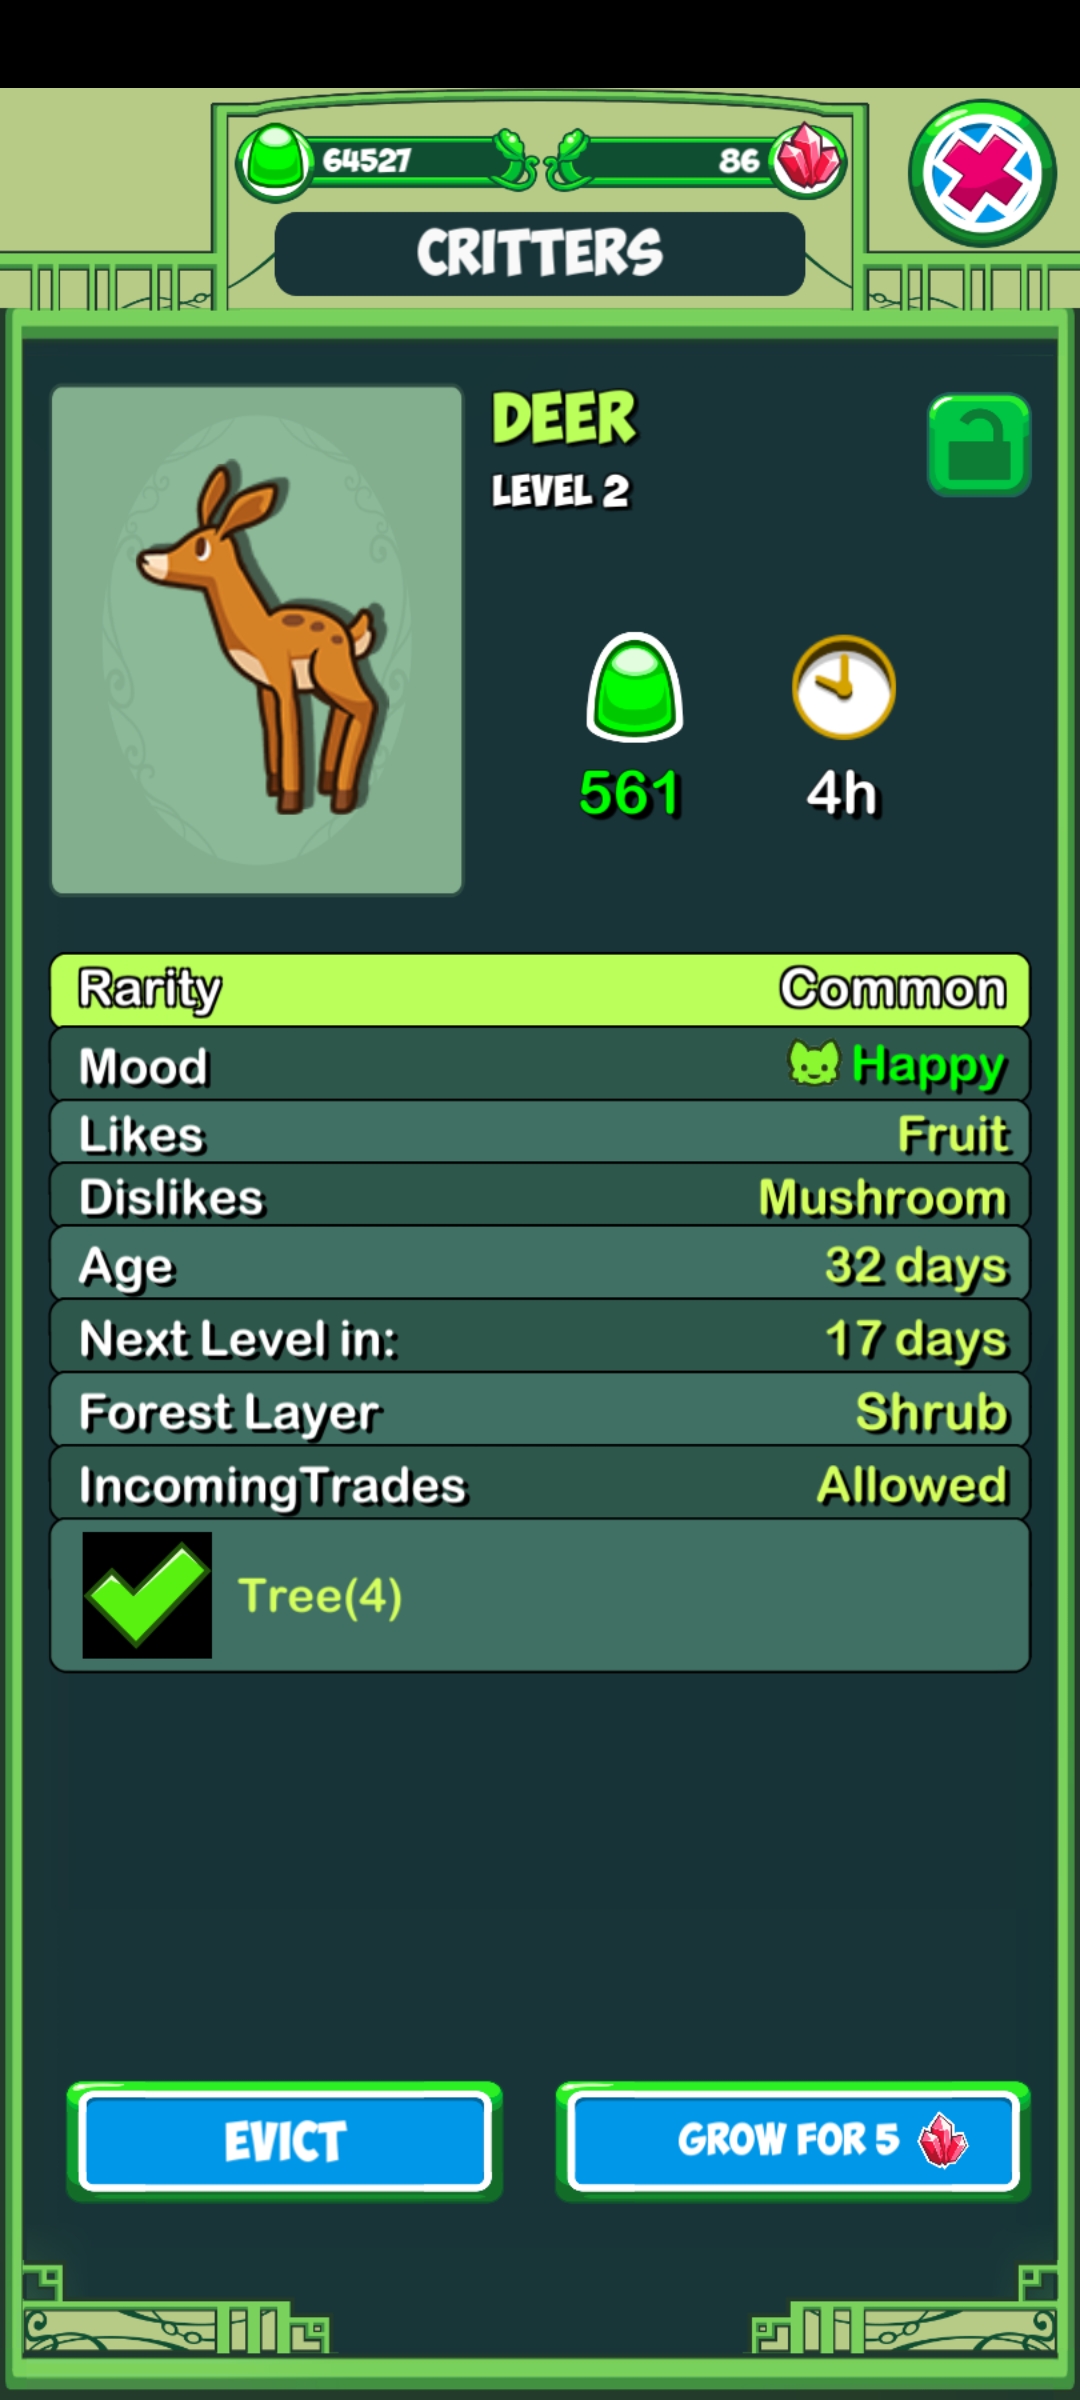 64527 86
CRITTERS
DEER
LEVEL 2
561 4h
Rarity Common
Mood Happy
Likes Fruit
Dislikes Mushroom
Age 32 days
Next Level in: 17 days
Forest Layer Shrub
IncomingTrades Allowed
Tree(4)
EVICT GROW FOR 5